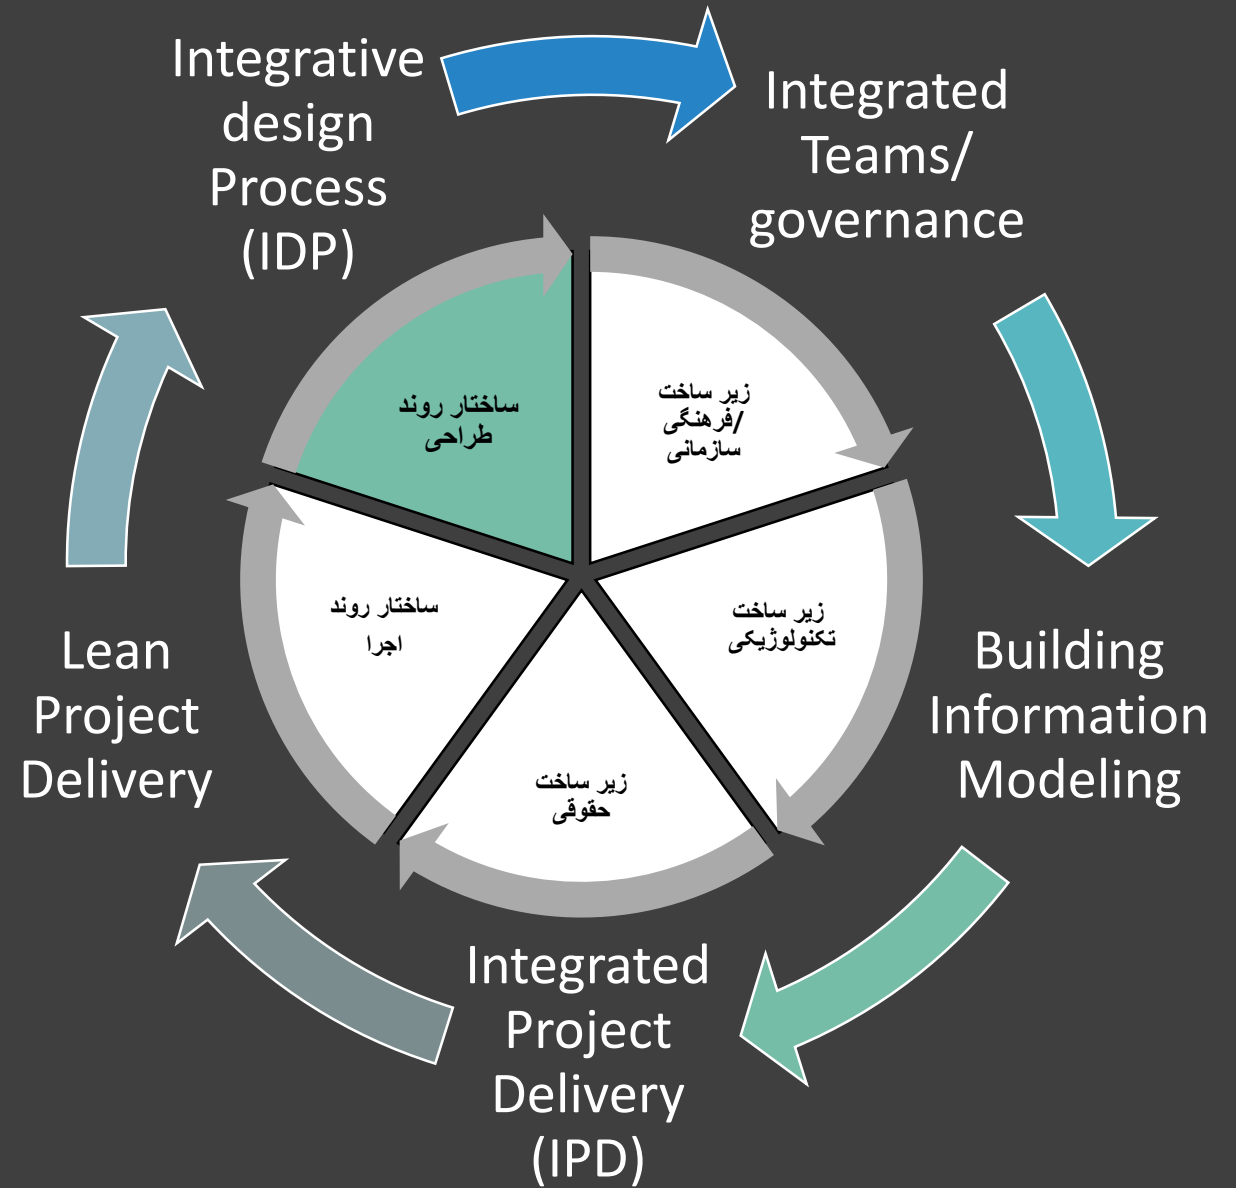 Integrative
design
Process
(IDP)
Integrated
Teams/
governance
Building
Information
Modeling
Integrated
Project
Delivery
(IPD)
Lean
Project
Delivery
ساختار روند
طراحی
زیر ساخت
فرهنگی/
سازمانی
زیر ساخت
تکنولوژیکی
زیر ساخت
حقوقی
ساختار روند
اجرا